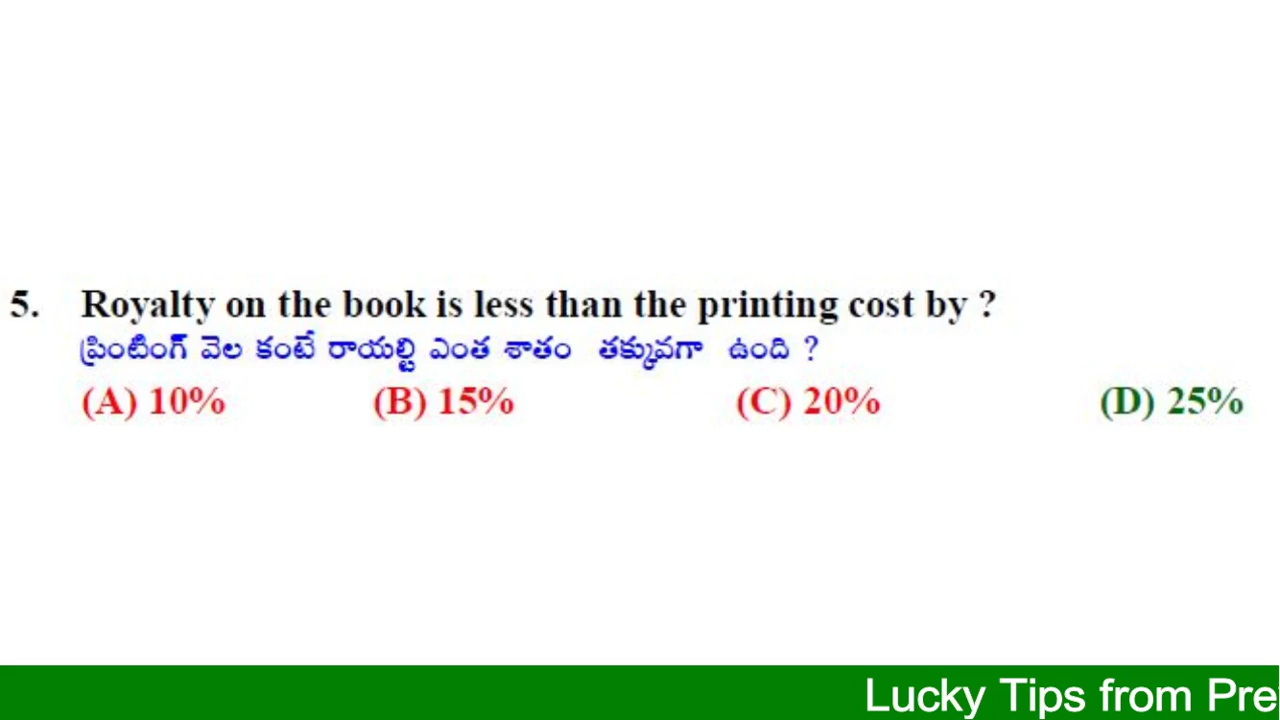 5. Royalty on the book is less than the printing cost by ?
ప్రింటింగ్ వెల కంటే రాయల్టి ఎంత శాతం తక్కువగా ఉంది ?
(A) 10% (B) 15% (C) 20% (D) 25%
Lucky Tips from Pre